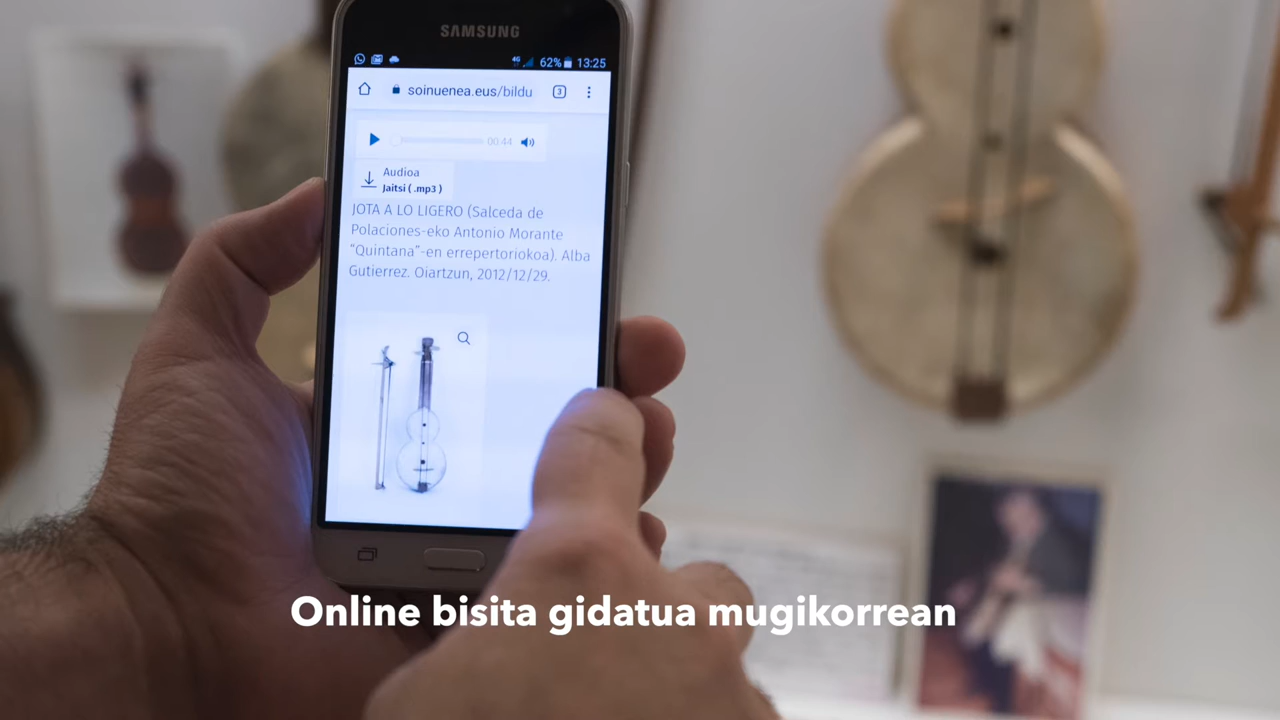 SAMSUNG
4G 62% 13:25
soinuenea.eus/bildu 3
00:44
Audioa
Jaitsi ( .mp3 )
JOTA A LO LIGERO (Salceda de
Polaciones-eko Antonio Morante
"Quintana"-en errepertoriokoa). Alba
Gutierrez. Oiartzun, 2012/12/29.
Online bisita gidatua mugikorrean